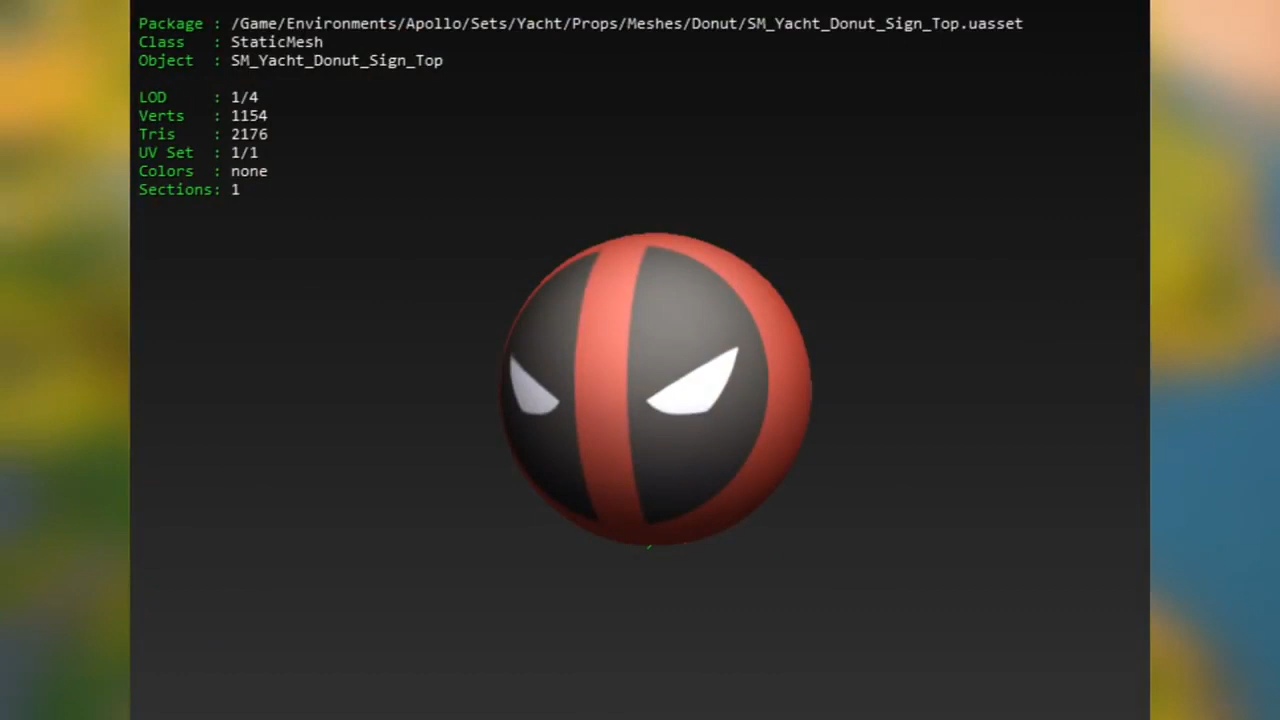 Package : /Game/Environments/Apollo/Sets/Yacht/Props/Meshes/Donut/SM_Yacht_Donut_Sign_Top.uasset
Class : StaticMesh
Object : SM_Yacht_Donut_Sign_Top
LOD : 1/4
Verts : 1154
Tris : 2176
UV Set : 1/1
Colors : none
Sections: 1